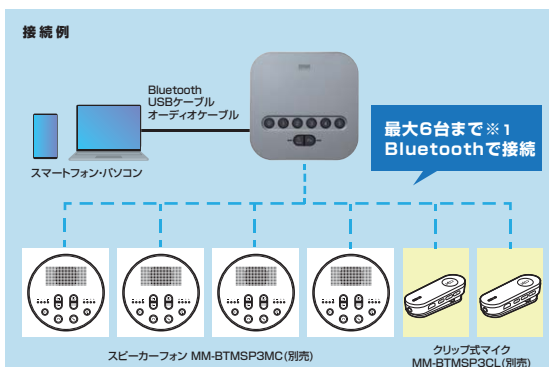 接続例
Bluetooth
USBケーブル
オーディオケーブル
スマートフォン・パソコン
最大6台まで※1
Bluetoothで接続
スピーカーフォン MM-BTMSP3MC(別売)
クリップ式マイク
MM-BTMSP3CL(別売)